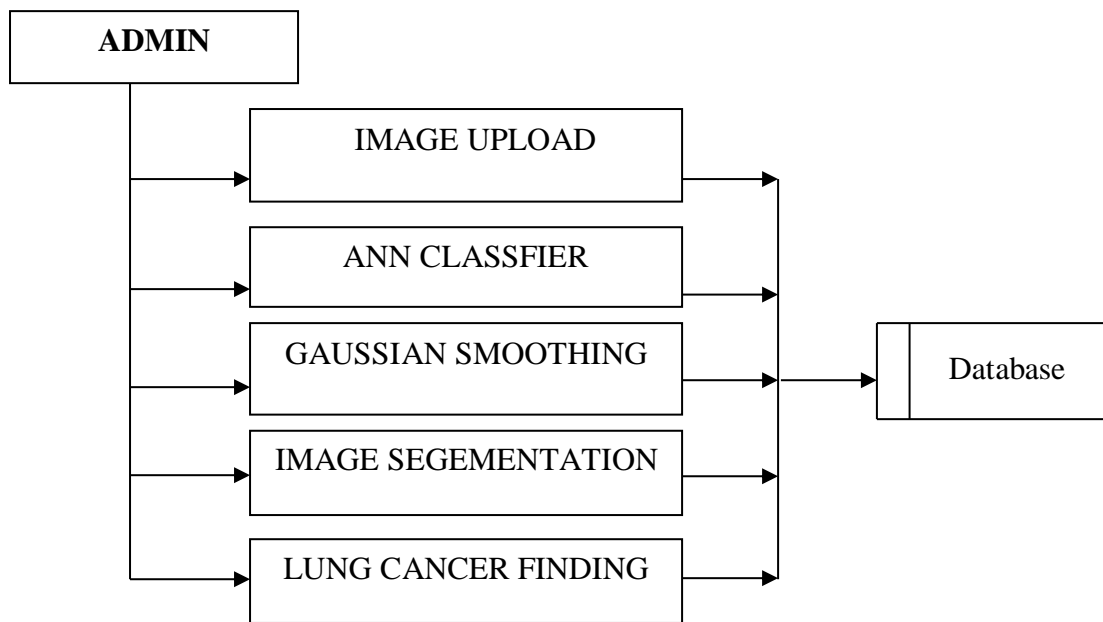 ADMIN
IMAGE UPLOAD
ANN CLASSFIER
GAUSSIAN SMOOTHING
IMAGE SEGEMENTATION
LUNG CANCER FINDING
Database